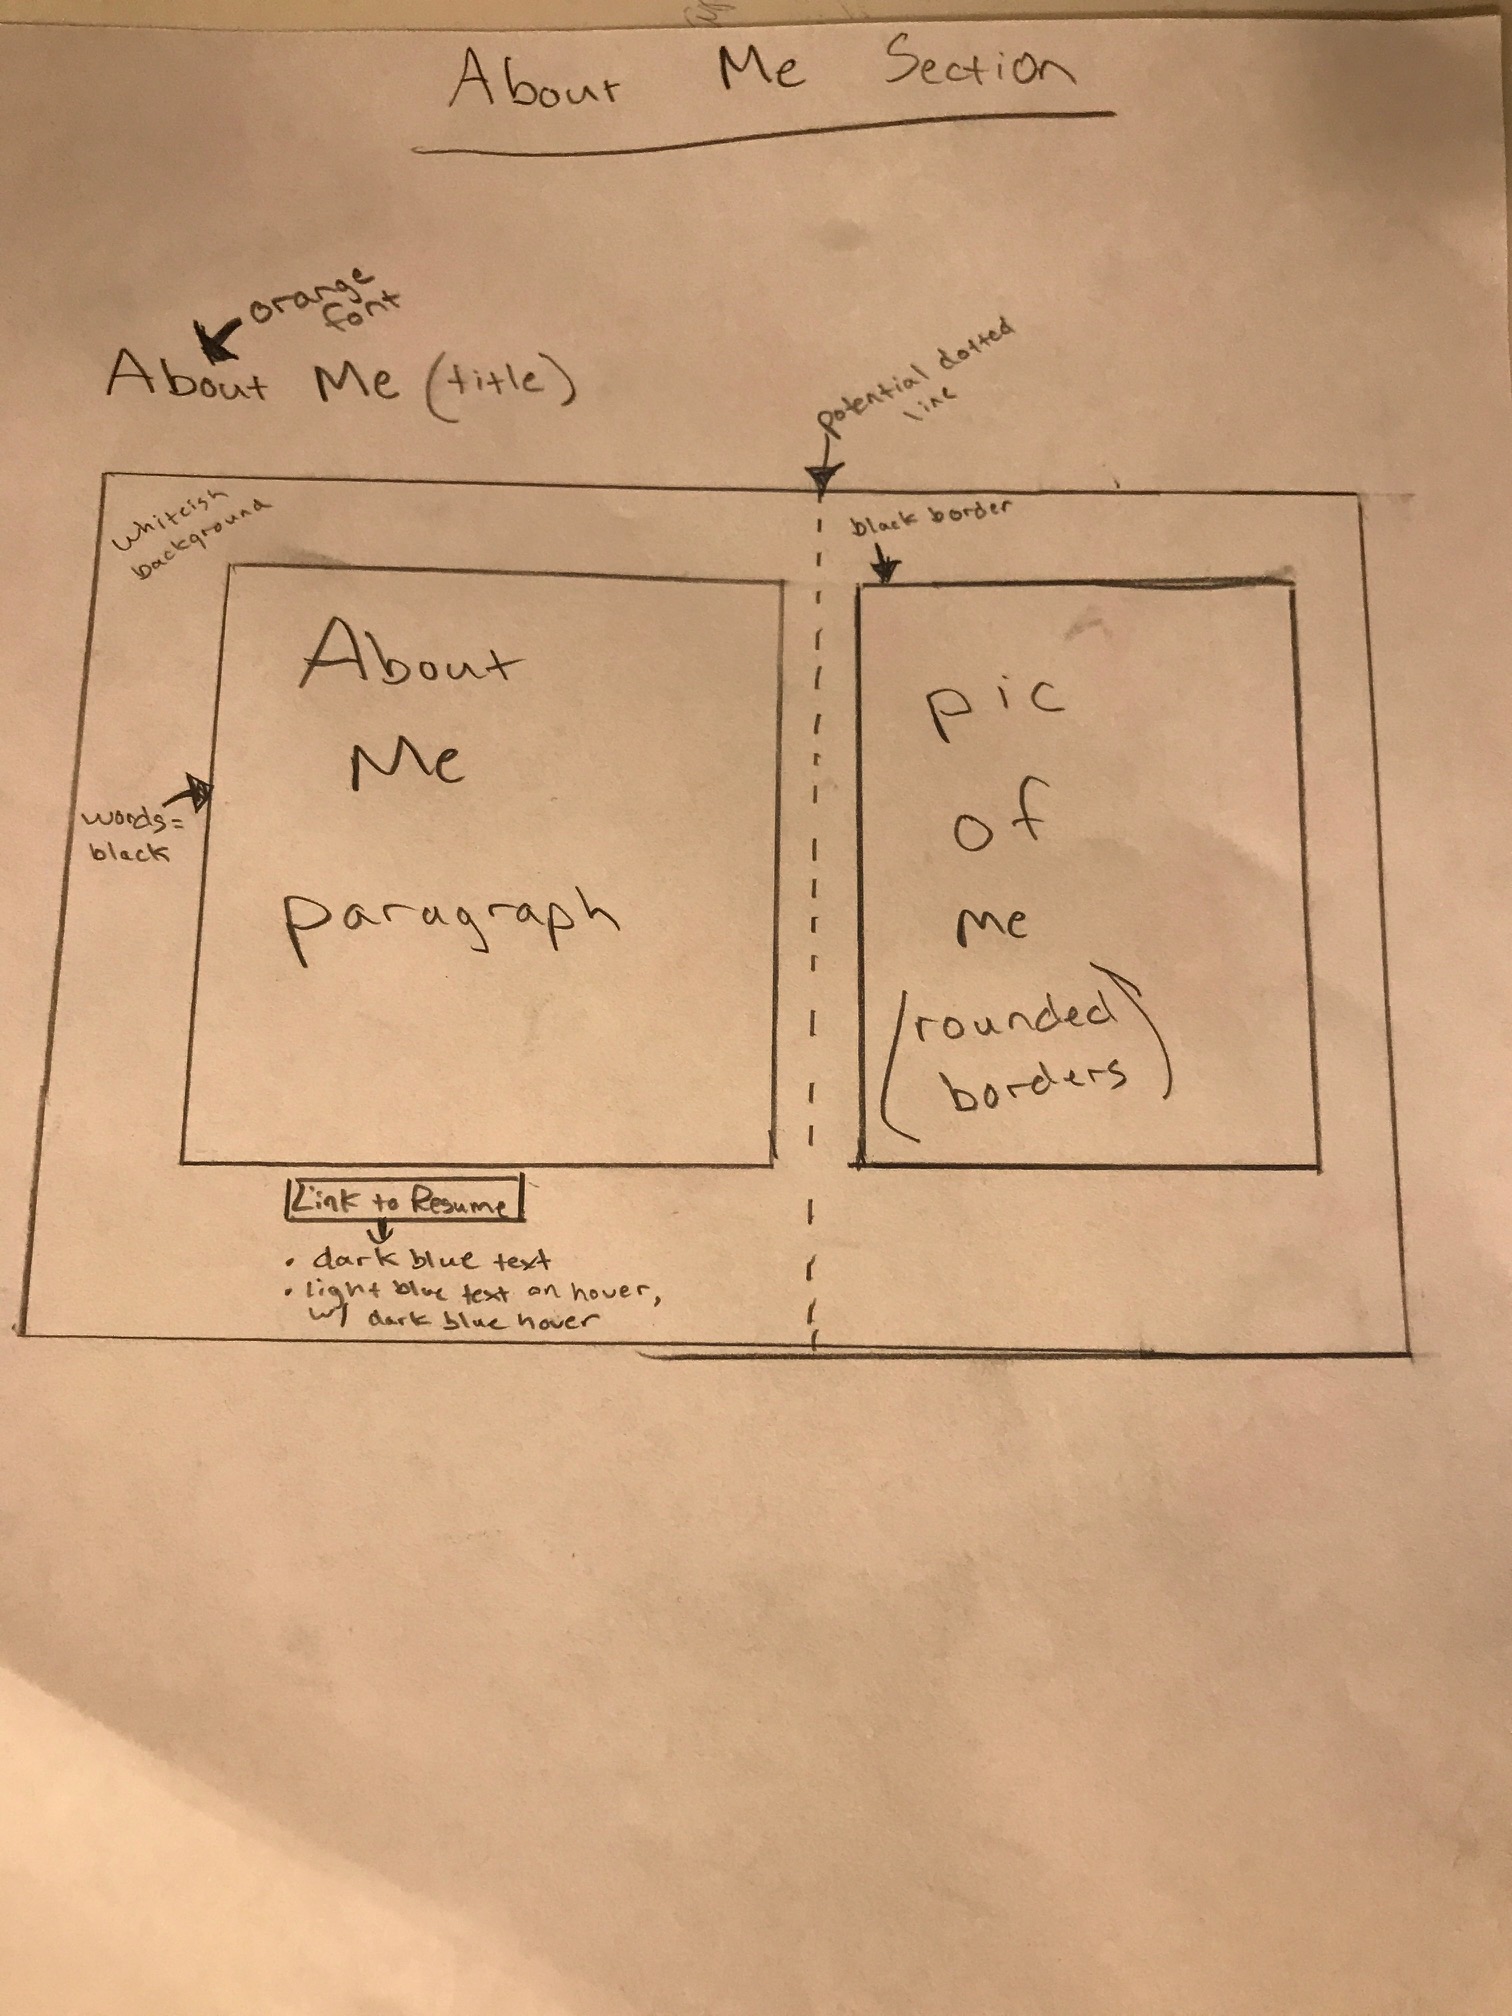 About Me Section
orange
font
About Me (title)
potential dotted
line
whiteish
background
black border
About
Me
paragraph
words=
black
pic
of
me
(rounded
borders)
Link to Resume
• dark blue text
• light blue text on hover,
w/ dark blue hover